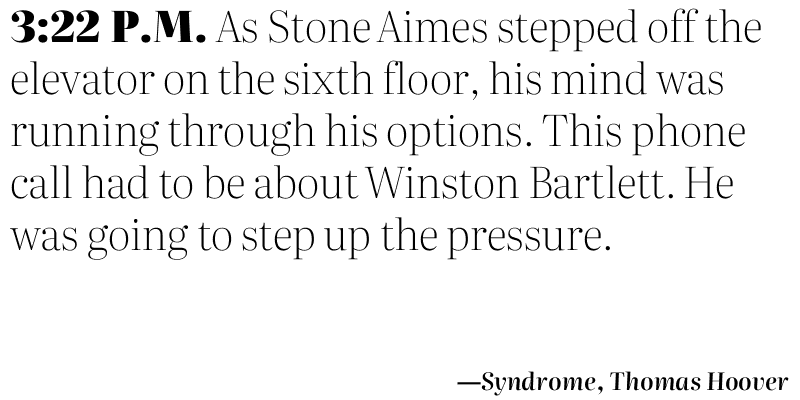 3:22 P.M. As Stone Aimes stepped off the
elevator on the sixth floor, his mind was
running through his options. This phone
call had to be about Winston Bartlett. He
was going to step up the pressure.
—Syndrome, Thomas Hoover